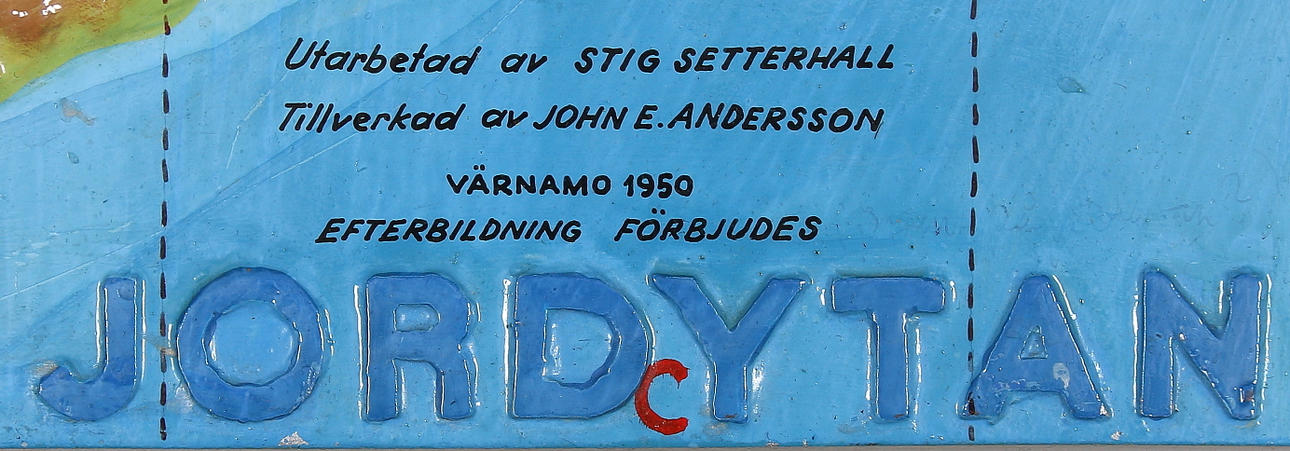 Utarbetad av STIG SETTERHALL
Tillverkad av JOHN E. ANDERSSON
VÄRNAMO 1950
EFTERBILDNING FÖRBJUDES
JORDYTAN
C